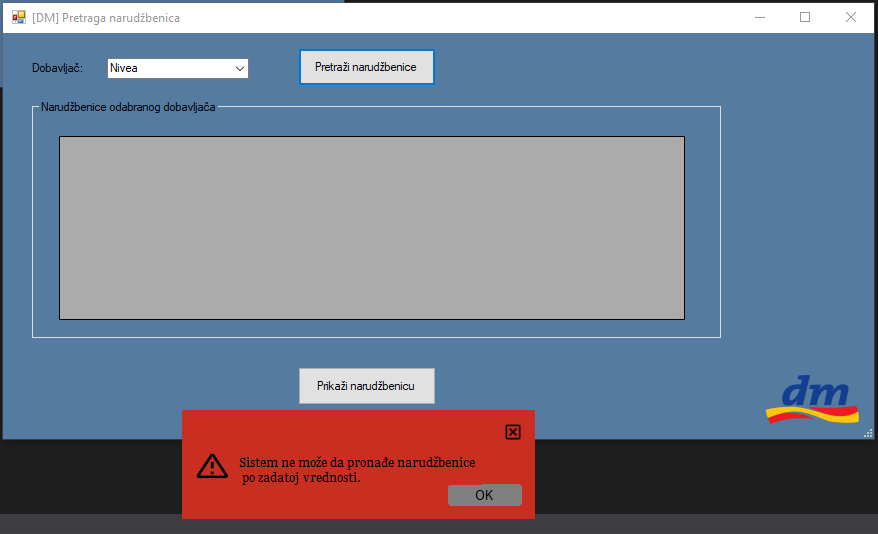 [DM] Pretraga narudžbenica
Dobavljač:
Nivea
Pretraži narudžbenice
Narudžbenice odabranog dobavljača
Prikaži narudžbenicu
dm
Sistem ne može da pronađe narudžbenice
po zadatoj vrednosti.
OK